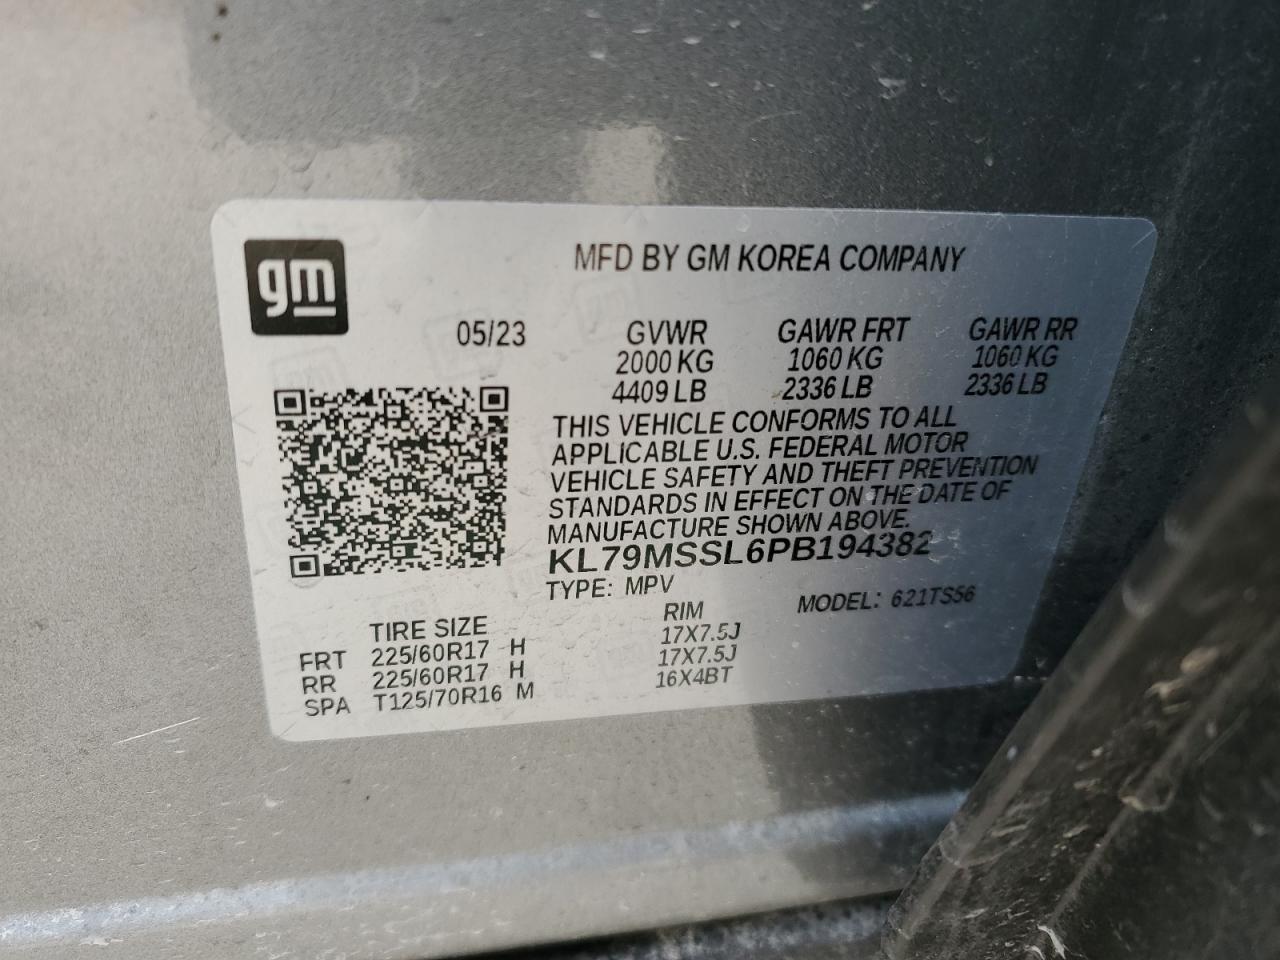 gm
MFD BY GM KOREA COMPANY
05/23 GVWR GAWR FRT GAWR RR
2000 KG 1060 KG 1060 KG
4409 LB 2336 LB 2336 LB
THIS VEHICLE CONFORMS TO ALL
APPLICABLE U.S. FEDERAL MOTOR
VEHICLE SAFETY AND THEFT PREVENTION
STANDARDS IN EFFECT ON THE DATE OF
MANUFACTURE SHOWN ABOVE.
KL79MSSL6PB194382
TYPE: MPV MODEL: 621TS56
TIRE SIZE RIM
FRT 225/60R17 H 17X7.5J
RR 225/60R17 H 17X7.5J
SPA T125/70R16 M 16X4BT